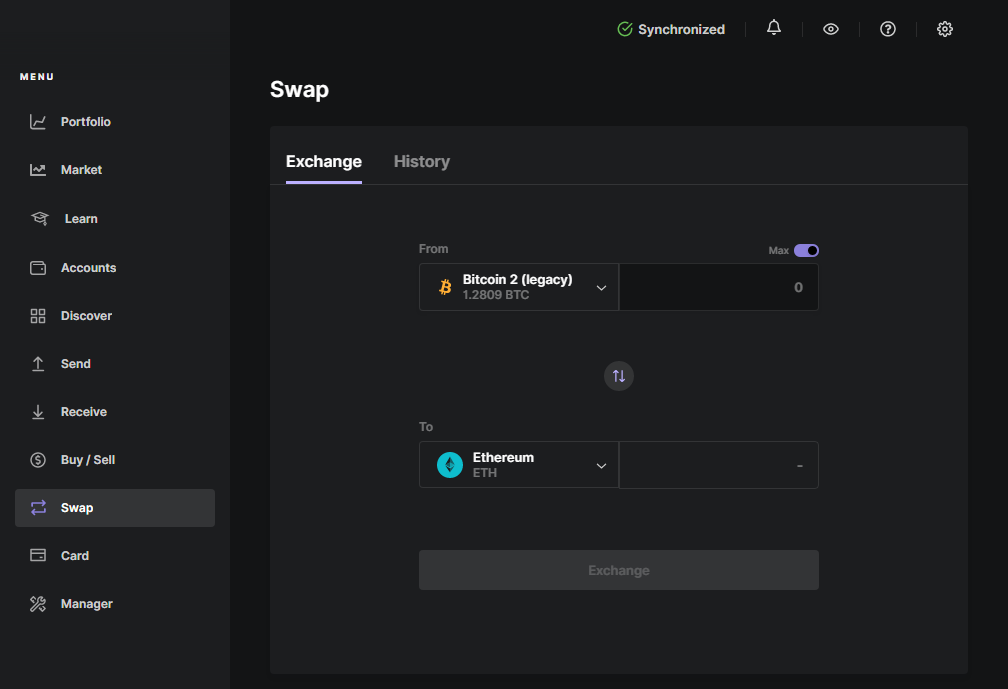 Synchronized
MENU
Portfolio
Market
Learn
Accounts
Discover
Send
Receive
Buy / Sell
Swap
Card
Manager
Swap
Exchange History
From Max
Bitcoin 2 (legacy)
1.2809 BTC
0
To
Ethereum
ETH
-
Exchange